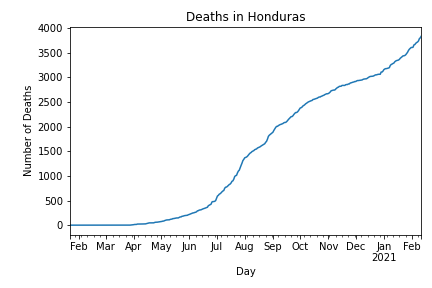 Deaths in Honduras
Number of Deaths
4000
3500
3000
2500
2000
1500
1000
500
0
Feb Mar Apr May Jun Jul Aug Sep Oct Nov Dec Jan Feb
2021
Day